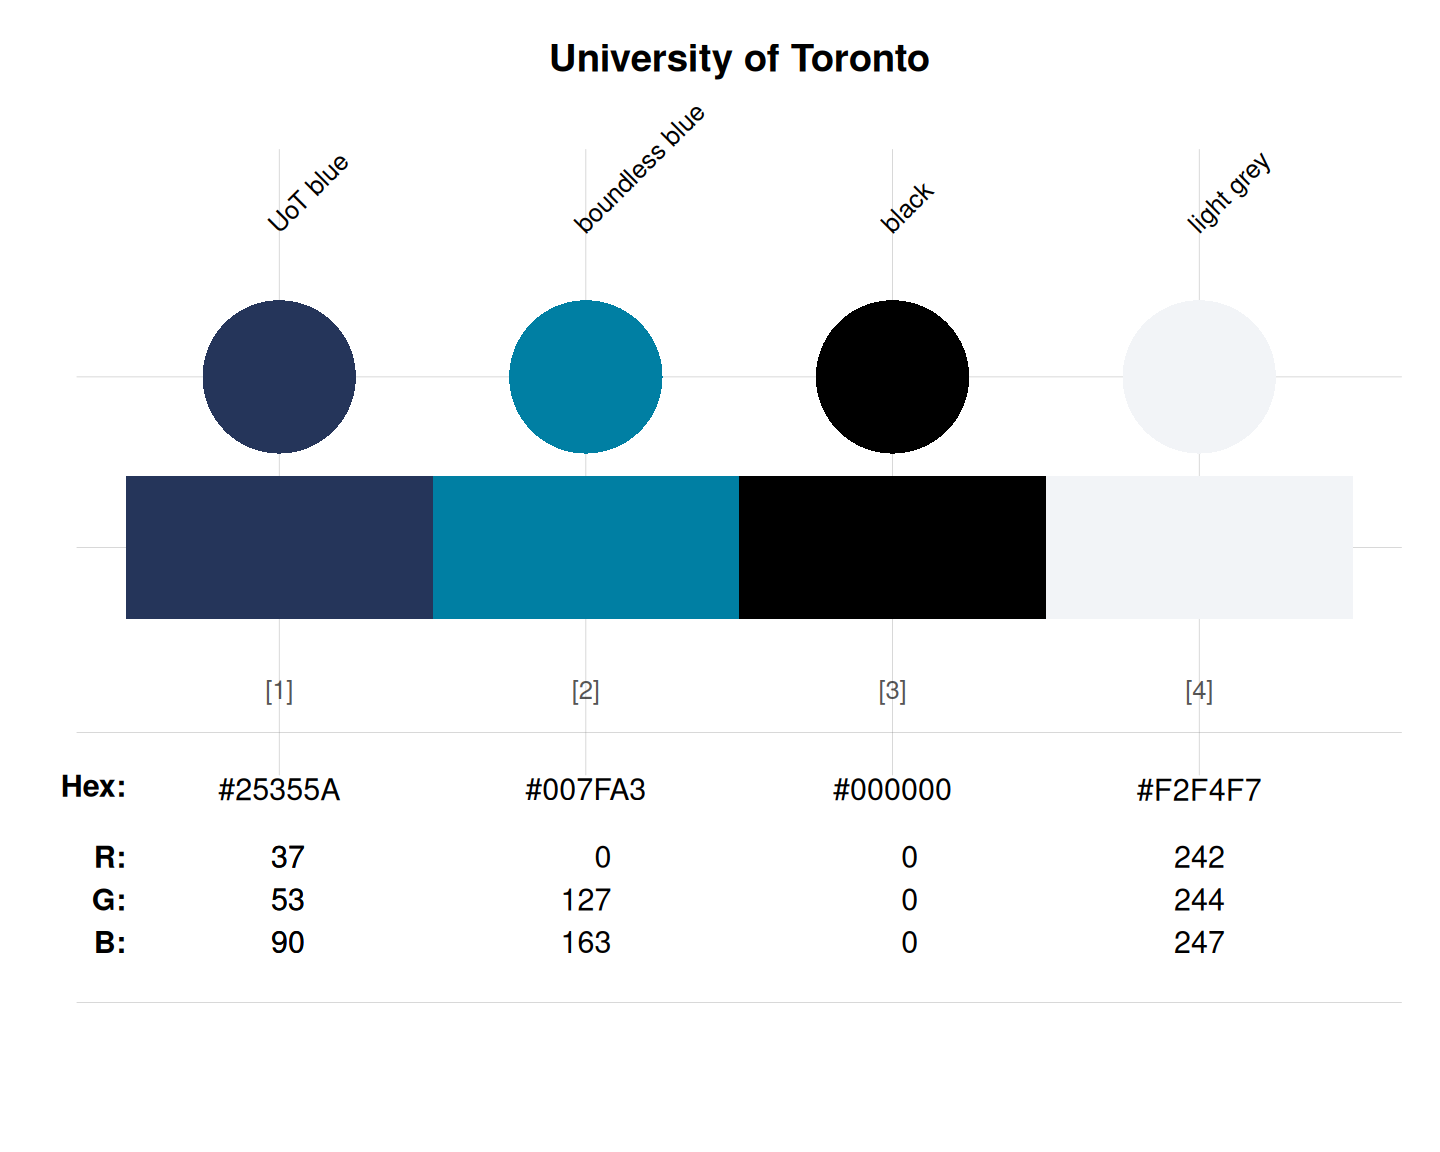 University of Toronto
UoT blue
boundless blue
black
light grey
[1] [2] [3] [4]
Hex: #25355A #007FA3 #000000 #F2F4F7
R: 37 0 0 242
G: 53 127 0 244
B: 90 163 0 247